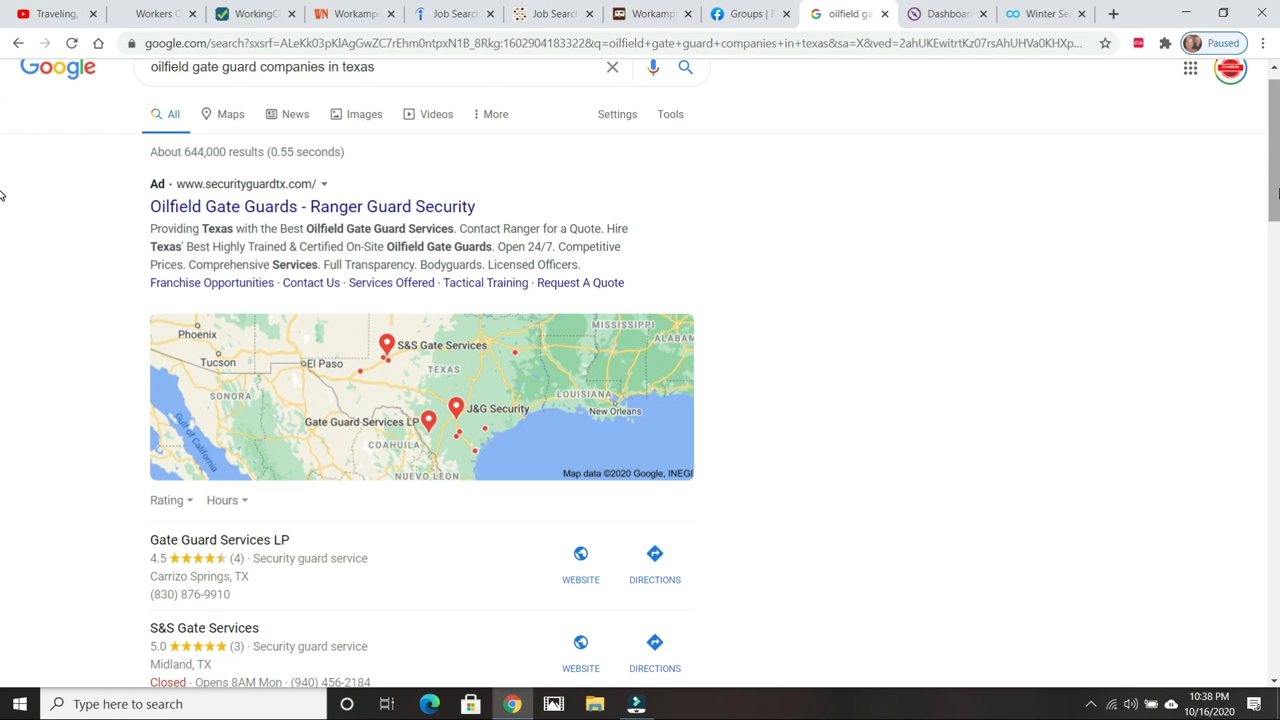 Traveling,
Workers G
WorkingC
Workampe
Job Search
Job Search
Workamp
Groups | F
oilfield gat
Dashboar
Winter Sea
google.com/search?sxsrf=ALeKk03pKlAgGwZC7rEhm0ntwxN1B_8Rkg:1602904183322&q=oilfield+gate+guard+companies+in+texas&sa=X&ved=2ahUKEwitrtKz07rsAhUHVa0KHXp...
Paused
Google
oilfield gate guard companies in texas
All
Maps
News
Images
Videos
More
Settings
Tools
About 644,000 results (0.55 seconds)
Ad · www.securityguardtx.com/
Oilfield Gate Guards - Ranger Guard Security
Providing Texas with the Best Oilfield Gate Guard Services. Contact Ranger for a Quote. Hire
Texas' Best Highly Trained & Certified On-Site Oilfield Gate Guards. Open 24/7. Competitive
Prices. Comprehensive Services. Full Transparency. Bodyguards. Licensed Officers.
Franchise Opportunities · Contact Us · Services Offered · Tactical Training · Request A Quote
MISSISSIPPI
Phoenix
ALABAM
S&S Gate Services
Tucson
El Paso
TEXAS
SONORA
LOUISIANA
New Orleans
J&G Security
Gate Guard Services LP
Gulf of California
COAHUILA
NUEVO LEON
Map data ©2020 Google, INEGI
Rating
Hours
Gate Guard Services LP
4.5 (4) · Security guard service
Carrizo Springs, TX
(830) 876-9910
WEBSITE
DIRECTIONS
S&S Gate Services
5.0 (3) · Security guard service
Midland, TX
Closed · Opens 8AM Mon · (940) 456-2184
WEBSITE
DIRECTIONS
Type here to search
10:38 PM
10/16/2020